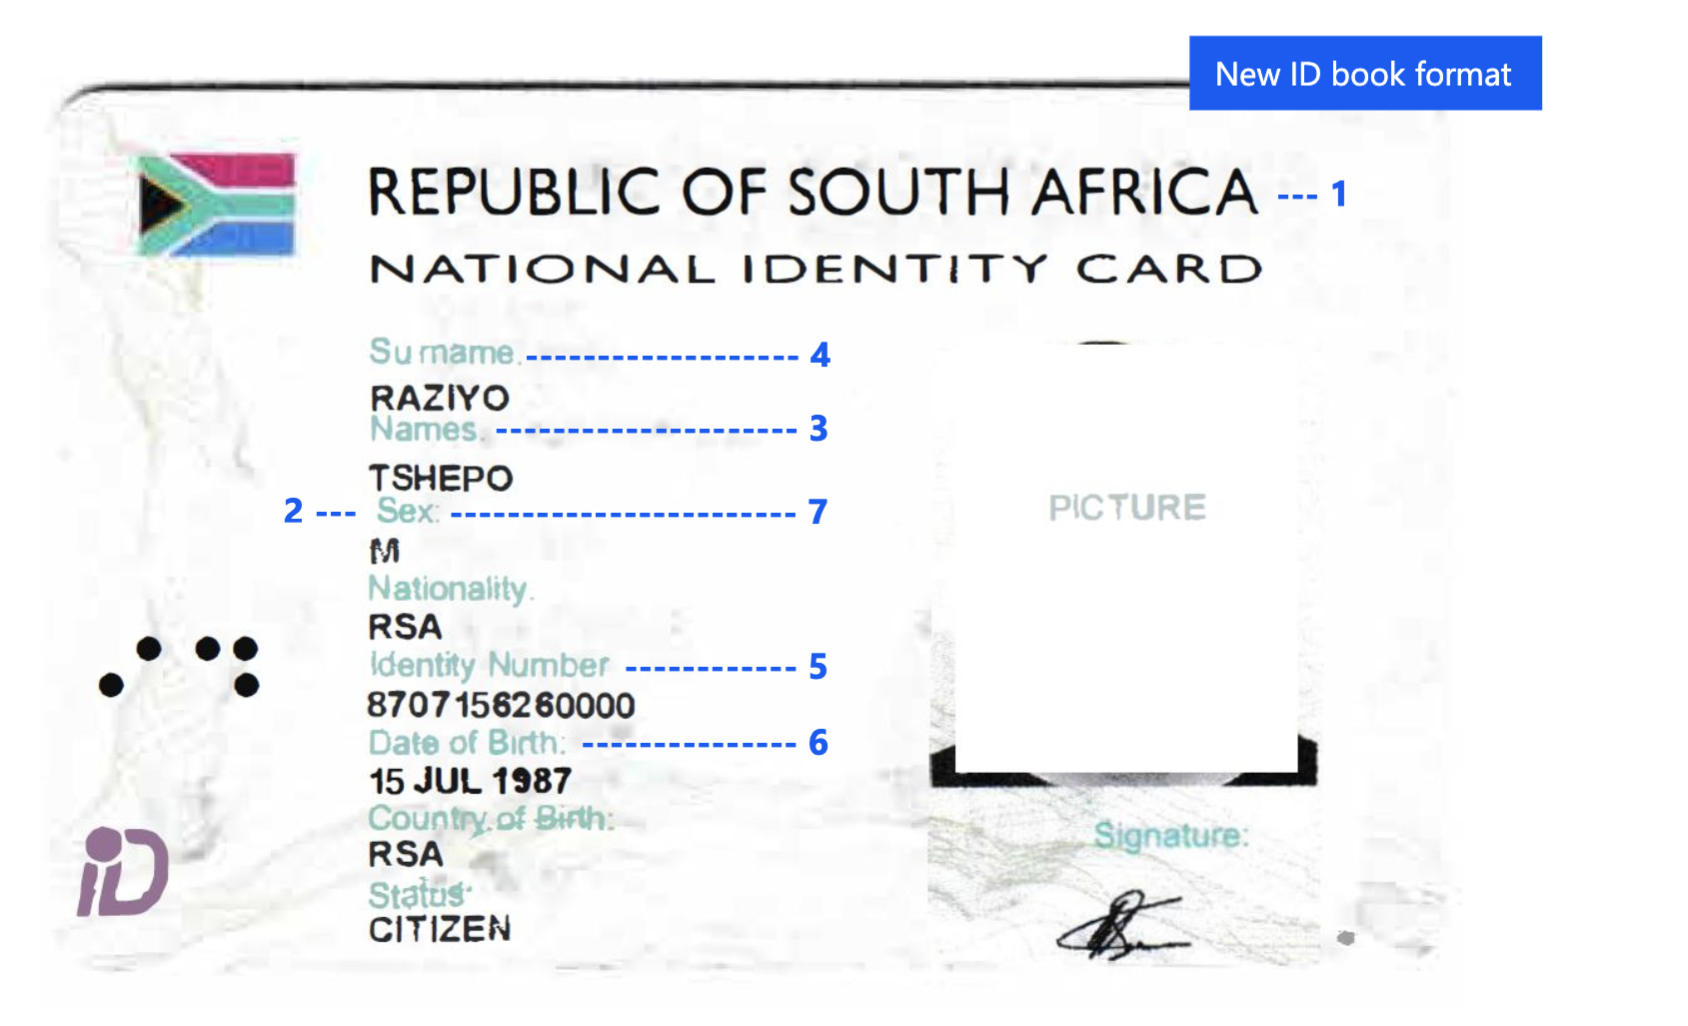 New ID book format
REPUBLIC OF SOUTH AFRICA --- 1
NATIONAL IDENTITY CARD
Surname. ------------------- 4
RAZIYO
Names. --------------------- 3
TSHEPO
2 --- Sex: ------------------------ 7
M
PICTURE
Nationality.
RSA
Identity Number ------------ 5
8707156260000
Date of Birth: --------------- 6
15 JUL 1987
Country of Birth:
RSA
Signature:
Status
CITIZEN
iD